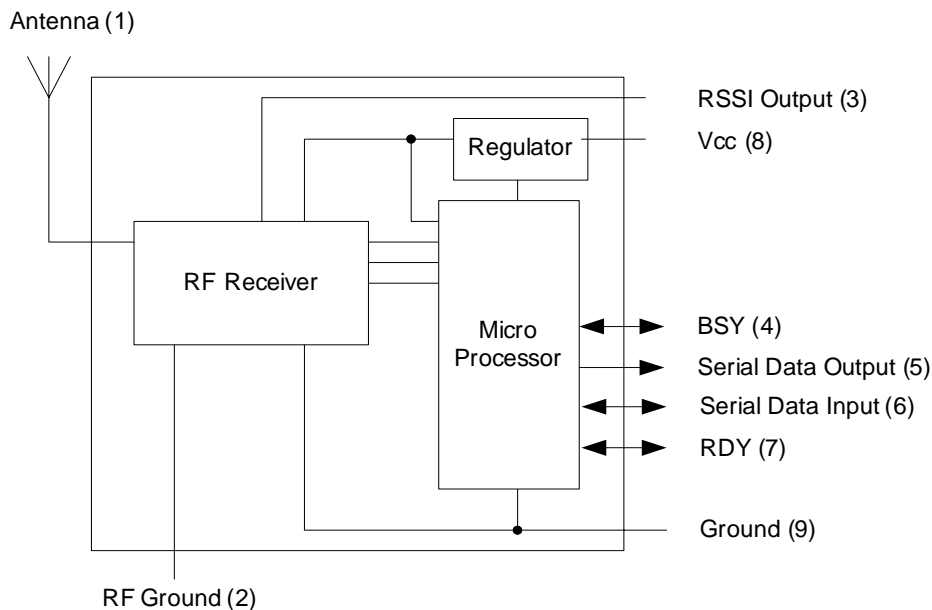 Antenna (1)
RSSI Output (3)
Regulator
Vcc (8)
RF Receiver
Micro
Processor
BSY (4)
Serial Data Output (5)
Serial Data Input (6)
RDY (7)
Ground (9)
RF Ground (2)